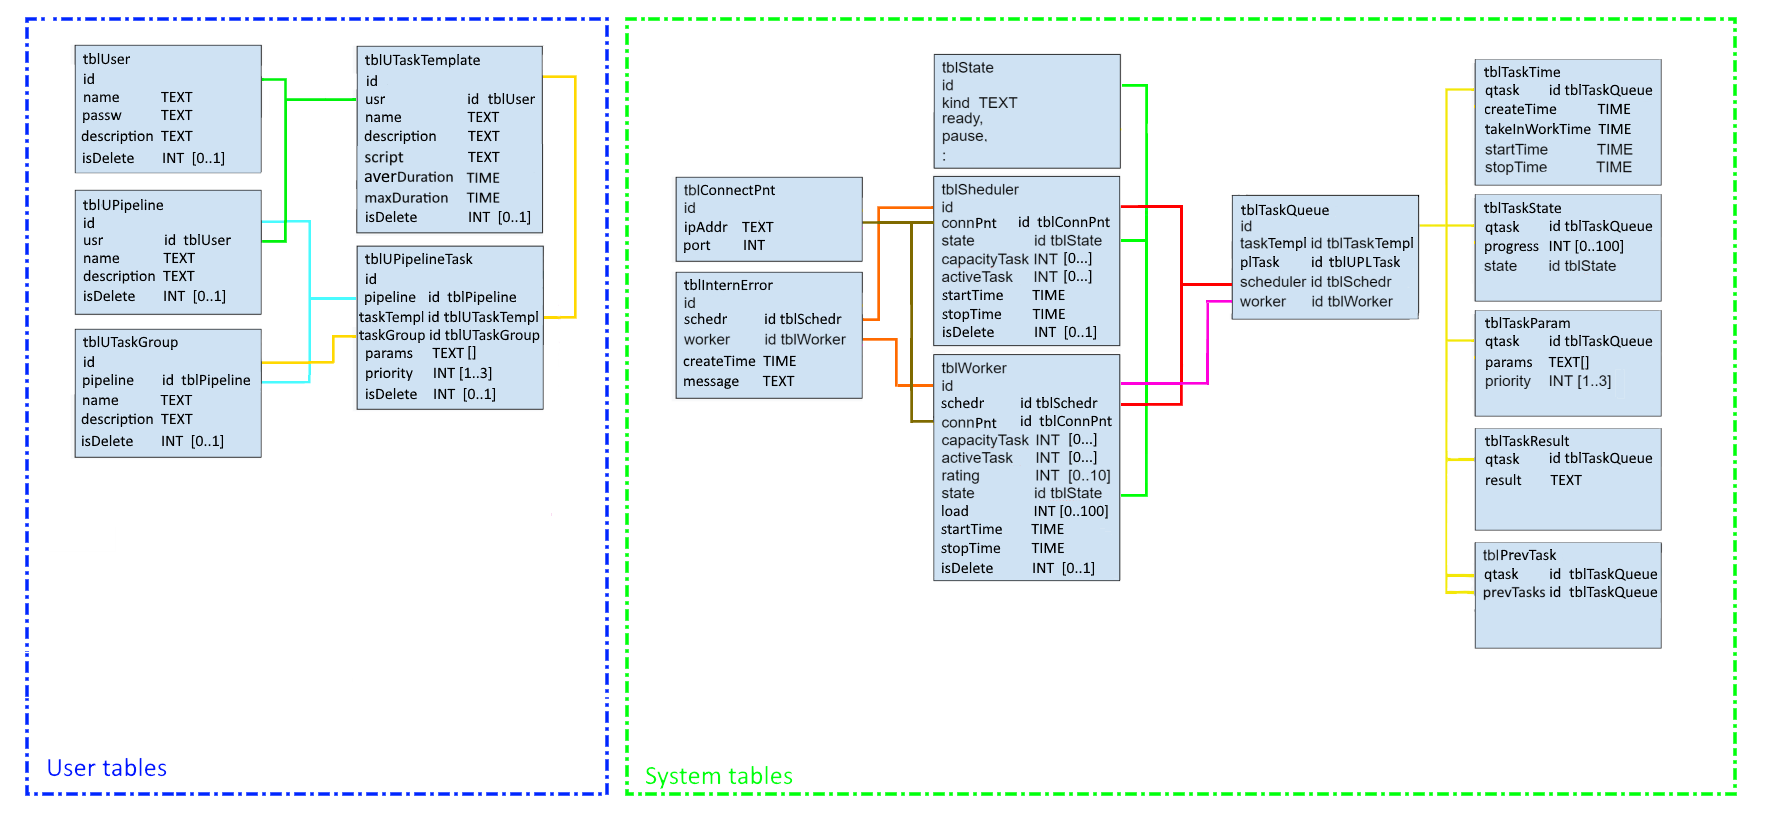 tblUser
id
name TEXT
passw TEXT
description TEXT
isDelete INT [0..1]
tblUPipeline
id
usr id tblUser
name TEXT
description TEXT
isDelete INT [0..1]
tblUTaskGroup
id
pipeline id tblPipeline
name TEXT
description TEXT
isDelete INT [0..1]
tblUTaskTemplate
id
usr id tblUser
name TEXT
description TEXT
script TEXT
averDuration TIME
maxDuration TIME
isDelete INT [0..1]
tblUPipelineTask
id
pipeline id tblPipeline
taskTempl id tblUTaskTempl
taskGroup id tblUTaskGroup
params TEXT []
priority INT [1..3]
isDelete INT [0..1]
User tables
tblConnectPnt
id
ipAddr TEXT
port INT
tblInternError
id
schedr id tblSchedr
worker id tblWorker
createTime TIME
message TEXT
tblState
id
kind TEXT
ready,
pause,
:
tblSheduler
id
connPnt id tblConnPnt
state id tblState
capacityTask INT [0...]
activeTask INT [0...]
startTime TIME
stopTime TIME
isDelete INT [0..1]
tblWorker
id
schedr id tblSchedr
connPnt id tblConnPnt
capacityTask INT [0...]
activeTask INT [0...]
rating INT [0..10]
state id tblState
load INT [0..100]
startTime TIME
stopTime TIME
isDelete INT [0..1]
tblTaskQueue
id
taskTempl id tblTaskTempl
plTask id tblUPLTask
scheduler id tblSchedr
worker id tblWorker
tblTaskTime
qtask id tblTaskQueue
createTime TIME
takeInWorkTime TIME
startTime TIME
stopTime TIME
tblTaskState
qtask id tblTaskQueue
progress INT [0..100]
state id tblState
tblTaskParam
qtask id tblTaskQueue
params TEXT[]
priority INT [1..3]
tblTaskResult
qtask id tblTaskQueue
result TEXT
tblPrevTask
qtask id tblTaskQueue
prevTasks id tblTaskQueue
System tables